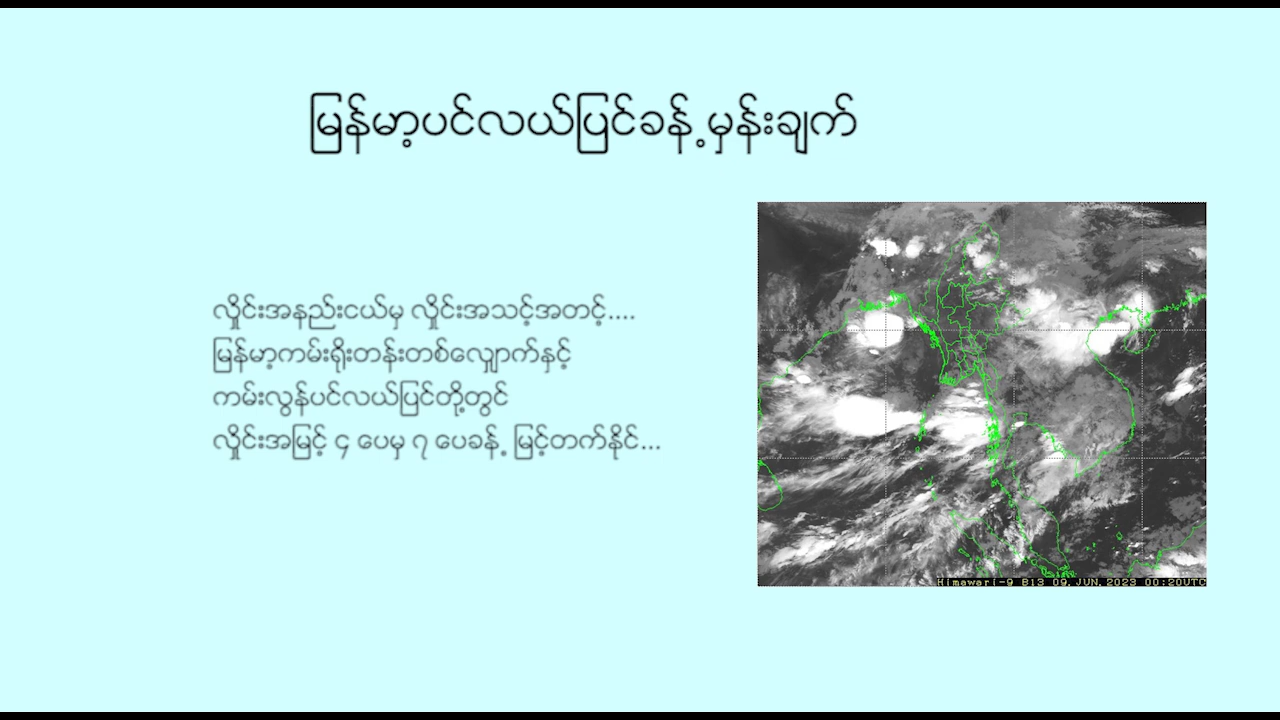 မြန်မာ့ပင်လယ်ပြင်ခန့်မှန်းချက်
လှိုင်းအနည်းငယ်မှ လှိုင်းအသင့်အတင့်....
မြန်မာ့ကမ်းရိုးတန်းတစ်လျှောက်နှင့်
ကမ်းလွန်ပင်လယ်ပြင်တို့တွင်
လှိုင်းအမြင့် ၄ ပေမှ ၇ ပေခန့် မြင့်တက်နိုင်...
Himawari-9 B13 09.JUN.2023 00:20UTC